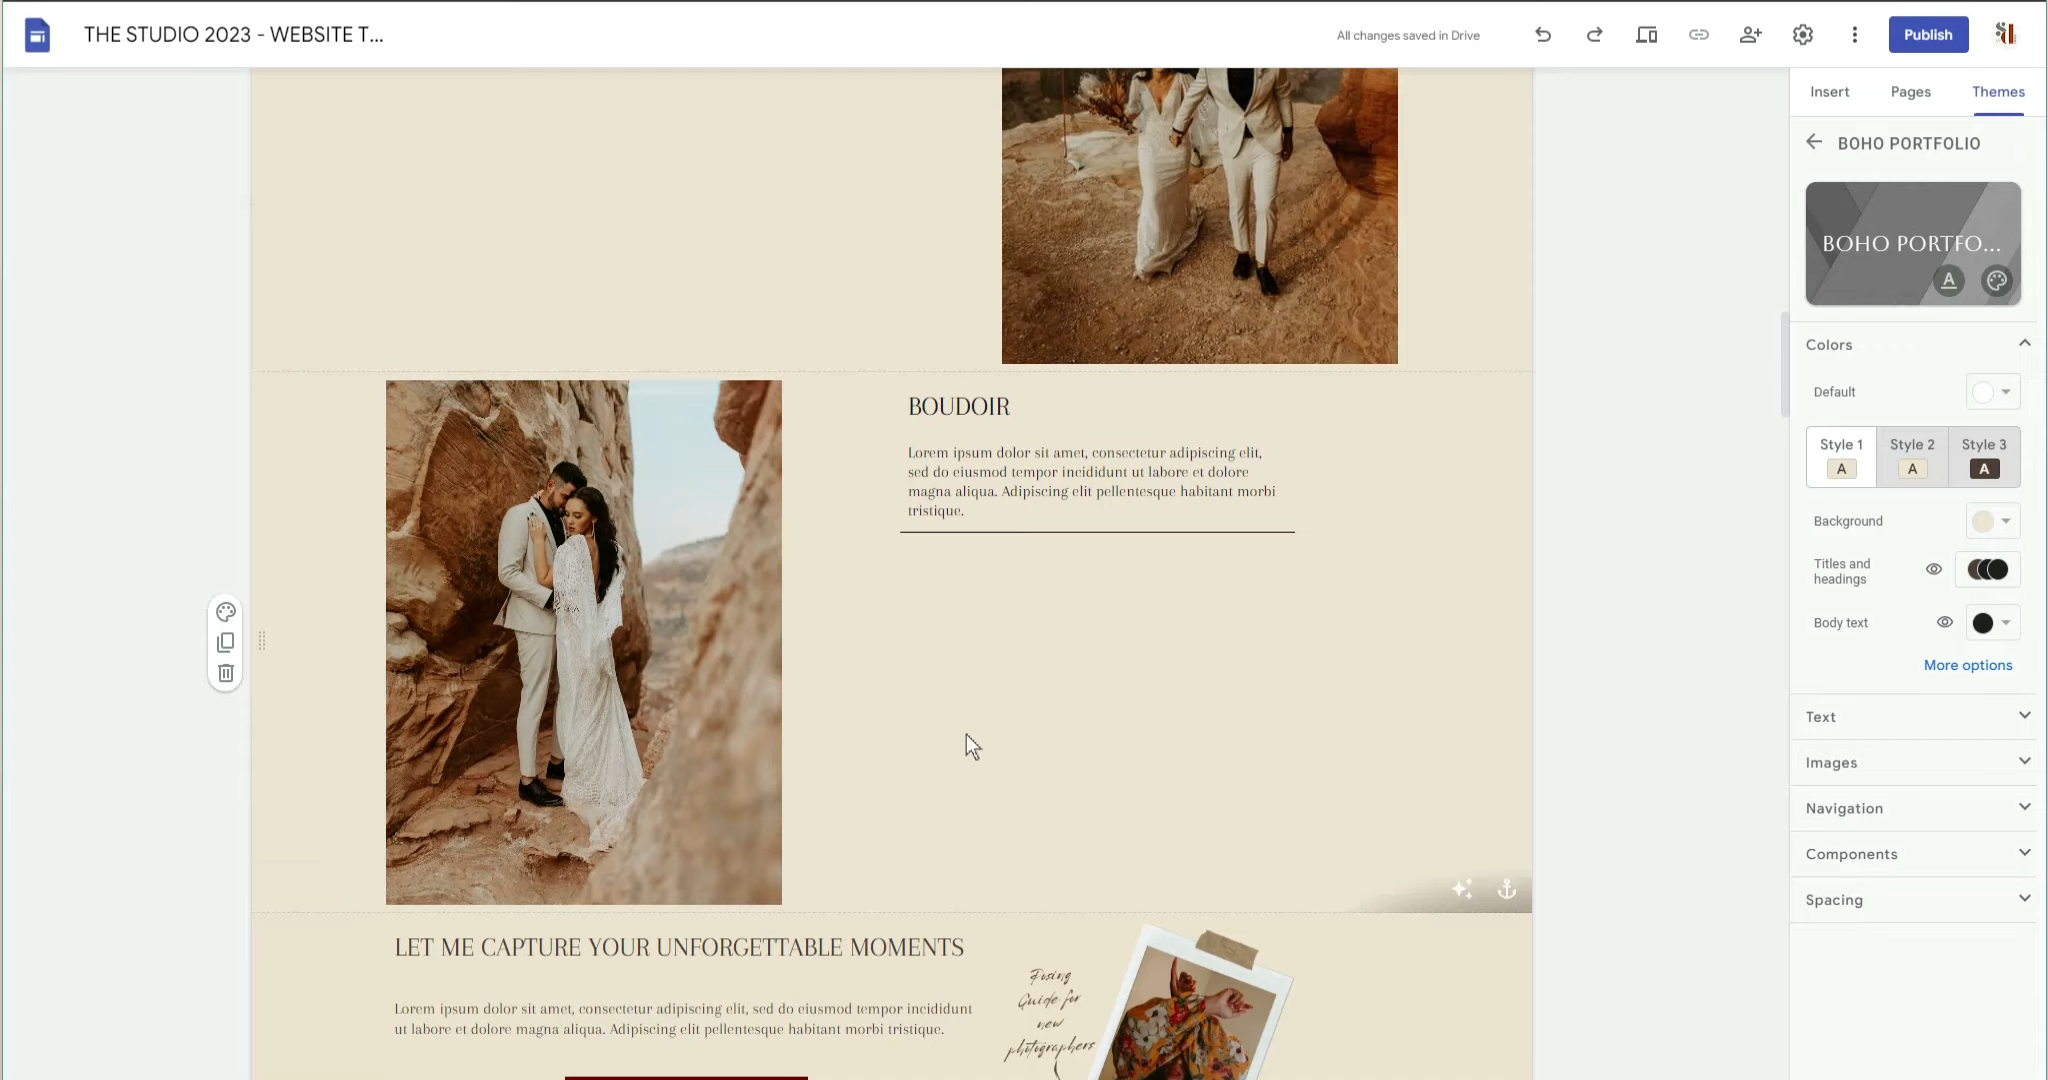 THE STUDIO 2023 - WEBSITE T...
All changes saved in Drive
Publish
Insert
Pages
Themes
BOHO PORTFOLIO
BOHO PORTFO...
A
Colors
Default
Style 1
Style 2
Style 3
A
A
A
Background
Titles and
headings
Body text
More options
Text
Images
Navigation
Components
Spacing
BOUDOIR
Lorem ipsum dolor sit amet, consectetur adipiscing elit,
sed do eiusmod tempor incididunt ut labore et dolore
magna aliqua. Adipiscing elit pellentesque habitant morbi
tristique.
LET ME CAPTURE YOUR UNFORGETTABLE MOMENTS
Lorem ipsum dolor sit amet, consectetur adipiscing elit, sed do eiusmod tempor incididunt
ut labore et dolore magna aliqua. Adipiscing elit pellentesque habitant morbi tristique.
Posing
Guide for
new
photographers